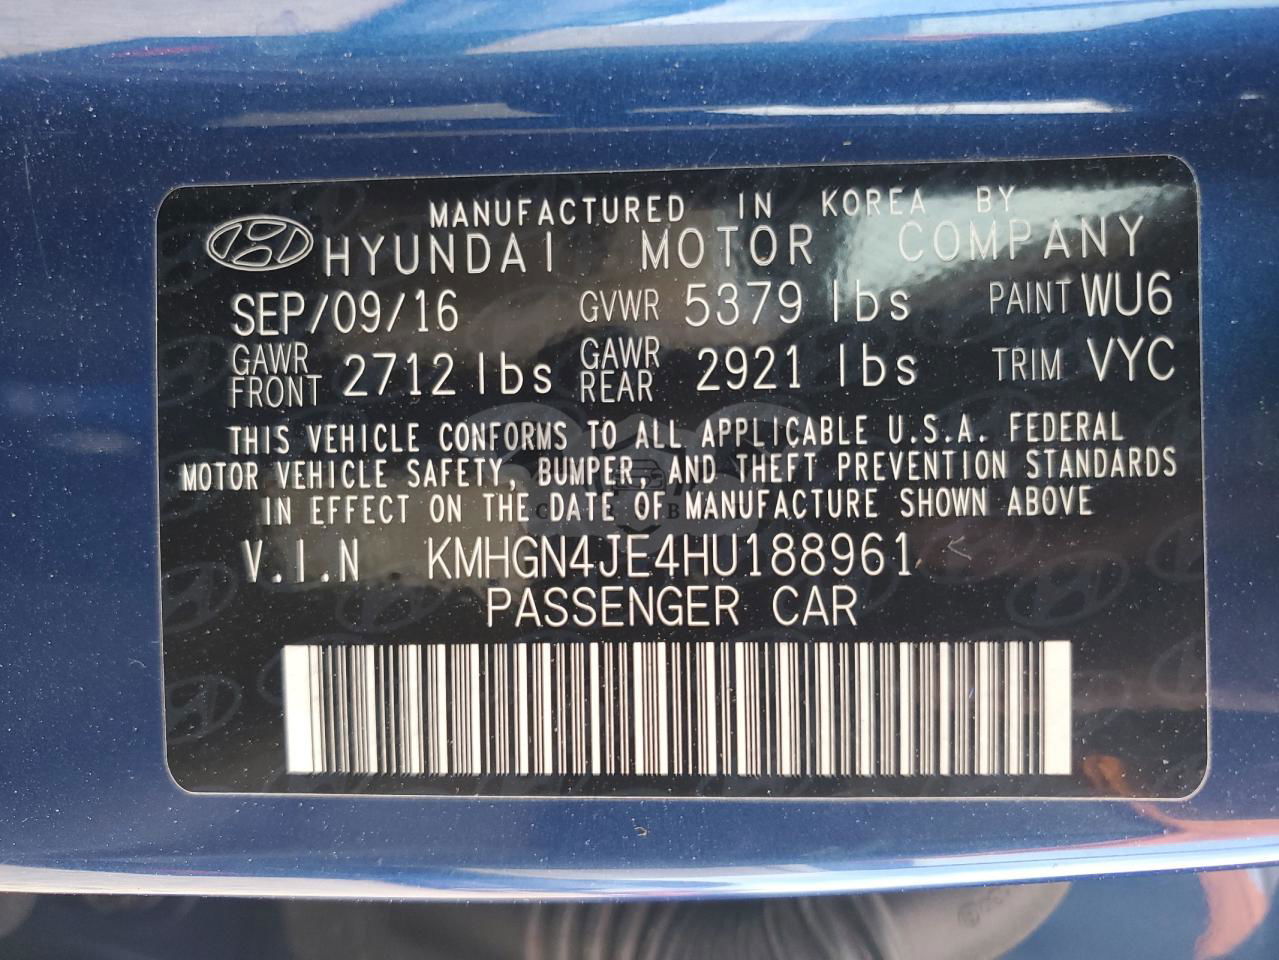 MANUFACTURED IN KOREA BY
HYUNDAI MOTOR COMPANY
SEP/09/16 GVWR 5379 lbs PAINT WU6
GAWR FRONT 2712 lbs GAWR REAR 2921 lbs TRIM VYC
THIS VEHICLE CONFORMS TO ALL APPLICABLE U.S.A. FEDERAL
MOTOR VEHICLE SAFETY, BUMPER, AND THEFT PREVENTION STANDARDS
IN EFFECT ON THE DATE OF MANUFACTURE SHOWN ABOVE
V.I.N KMHGN4JE4HU188961 <
PASSENGER CAR